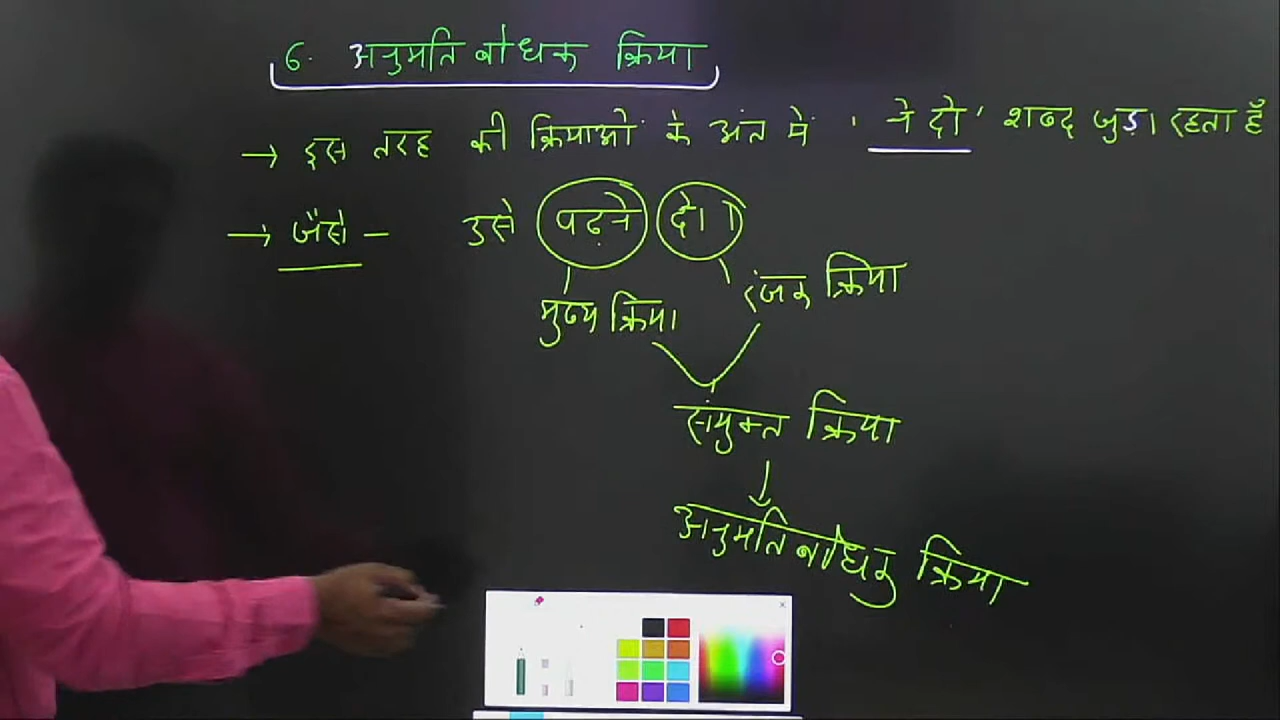 6. अनुमति बोधक क्रिया
→ इस तरह की क्रियाओं के अंत में 'ने दो' शब्द जुड़ा रहता है
→ जैसे - उसे पढ़ने दो।
रंजक क्रिया
मुख्य क्रिया
संयुक्त क्रिया
अनुमति बोधक क्रिया